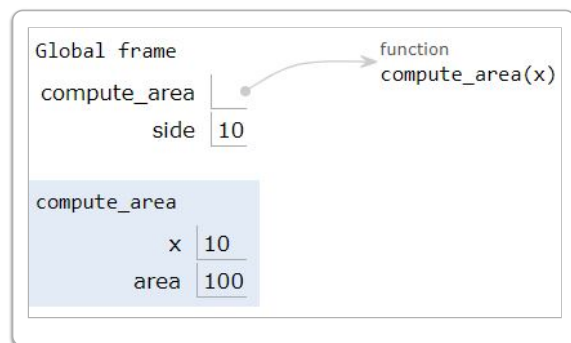 Global frame
function
compute_area(x)
compute_area
side 10
compute_area
x 10
area 100